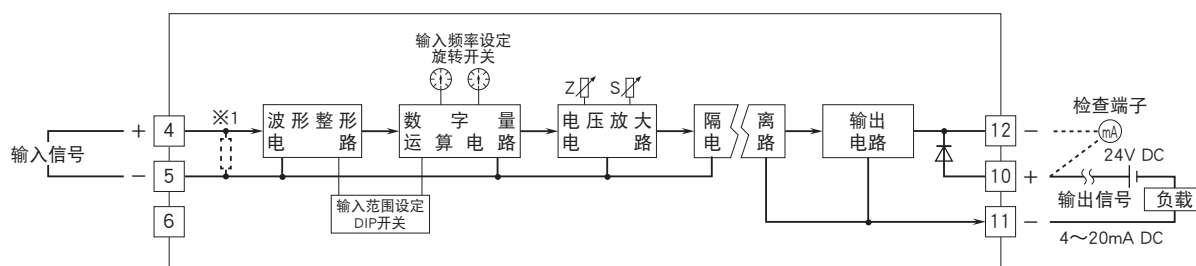 输入频率设定
旋转开关
Z
S
※1
波形整形
电路
数字量
运算电路
电压放大
电路
隔离
电路
输出
电路
检查端子
mA
输入信号
+
4
−
5
6
12
−
10
+
11
−
24V DC
输出信号
负载
4～20mA DC
输入范围设定
DIP开关